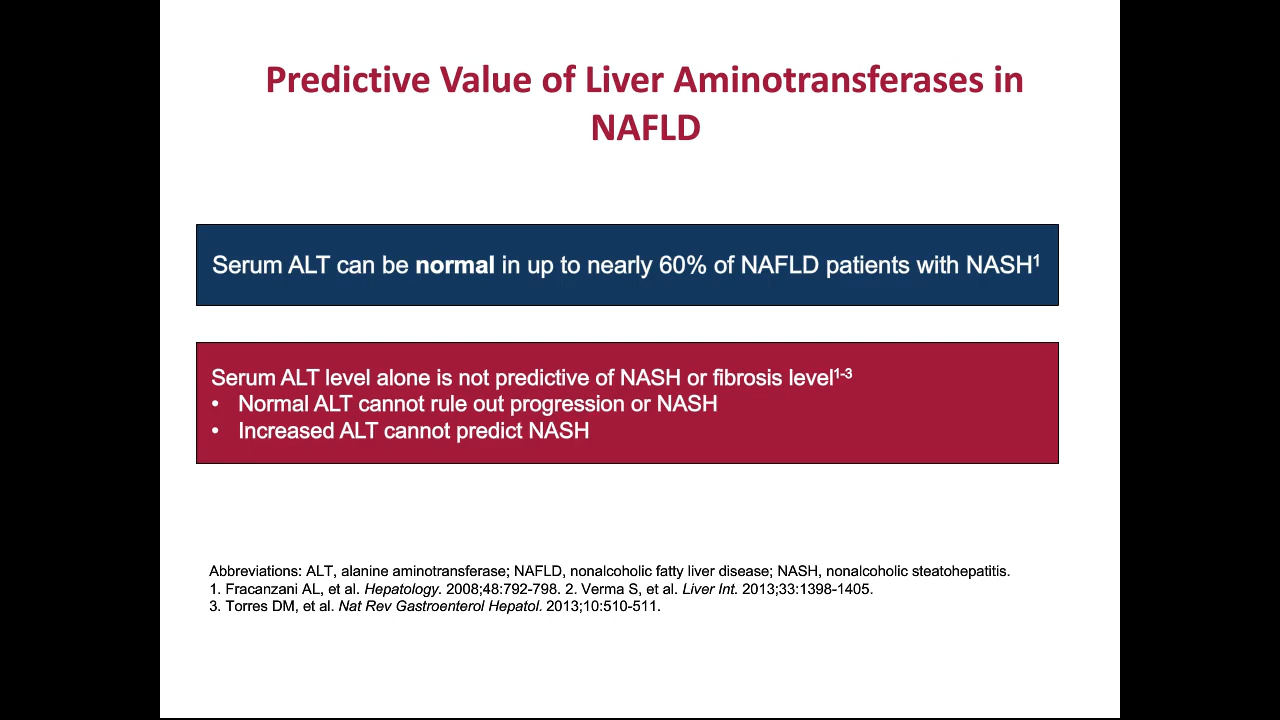 Predictive Value of Liver Aminotransferases in
NAFLD
Serum ALT can be normal in up to nearly 60% of NAFLD patients with NASH¹
Serum ALT level alone is not predictive of NASH or fibrosis level¹⁻³
• Normal ALT cannot rule out progression or NASH
• Increased ALT cannot predict NASH
Abbreviations: ALT, alanine aminotransferase; NAFLD, nonalcoholic fatty liver disease; NASH, nonalcoholic steatohepatitis.
1. Fracanzani AL, et al. Hepatology. 2008;48:792-798. 2. Verma S, et al. Liver Int. 2013;33:1398-1405.
3. Torres DM, et al. Nat Rev Gastroenterol Hepatol. 2013;10:510-511.